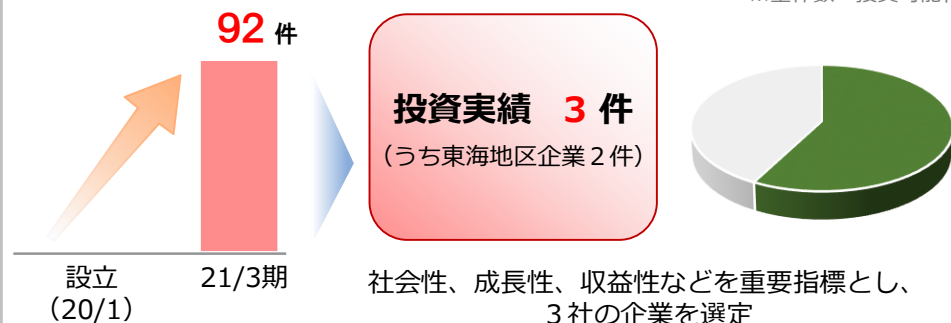 92 件
投資実績 3 件
（うち東海地区企業２件）
設立
（20/1）
21/3期
社会性、成長性、収益性などを重要指標とし、
３社の企業を選定